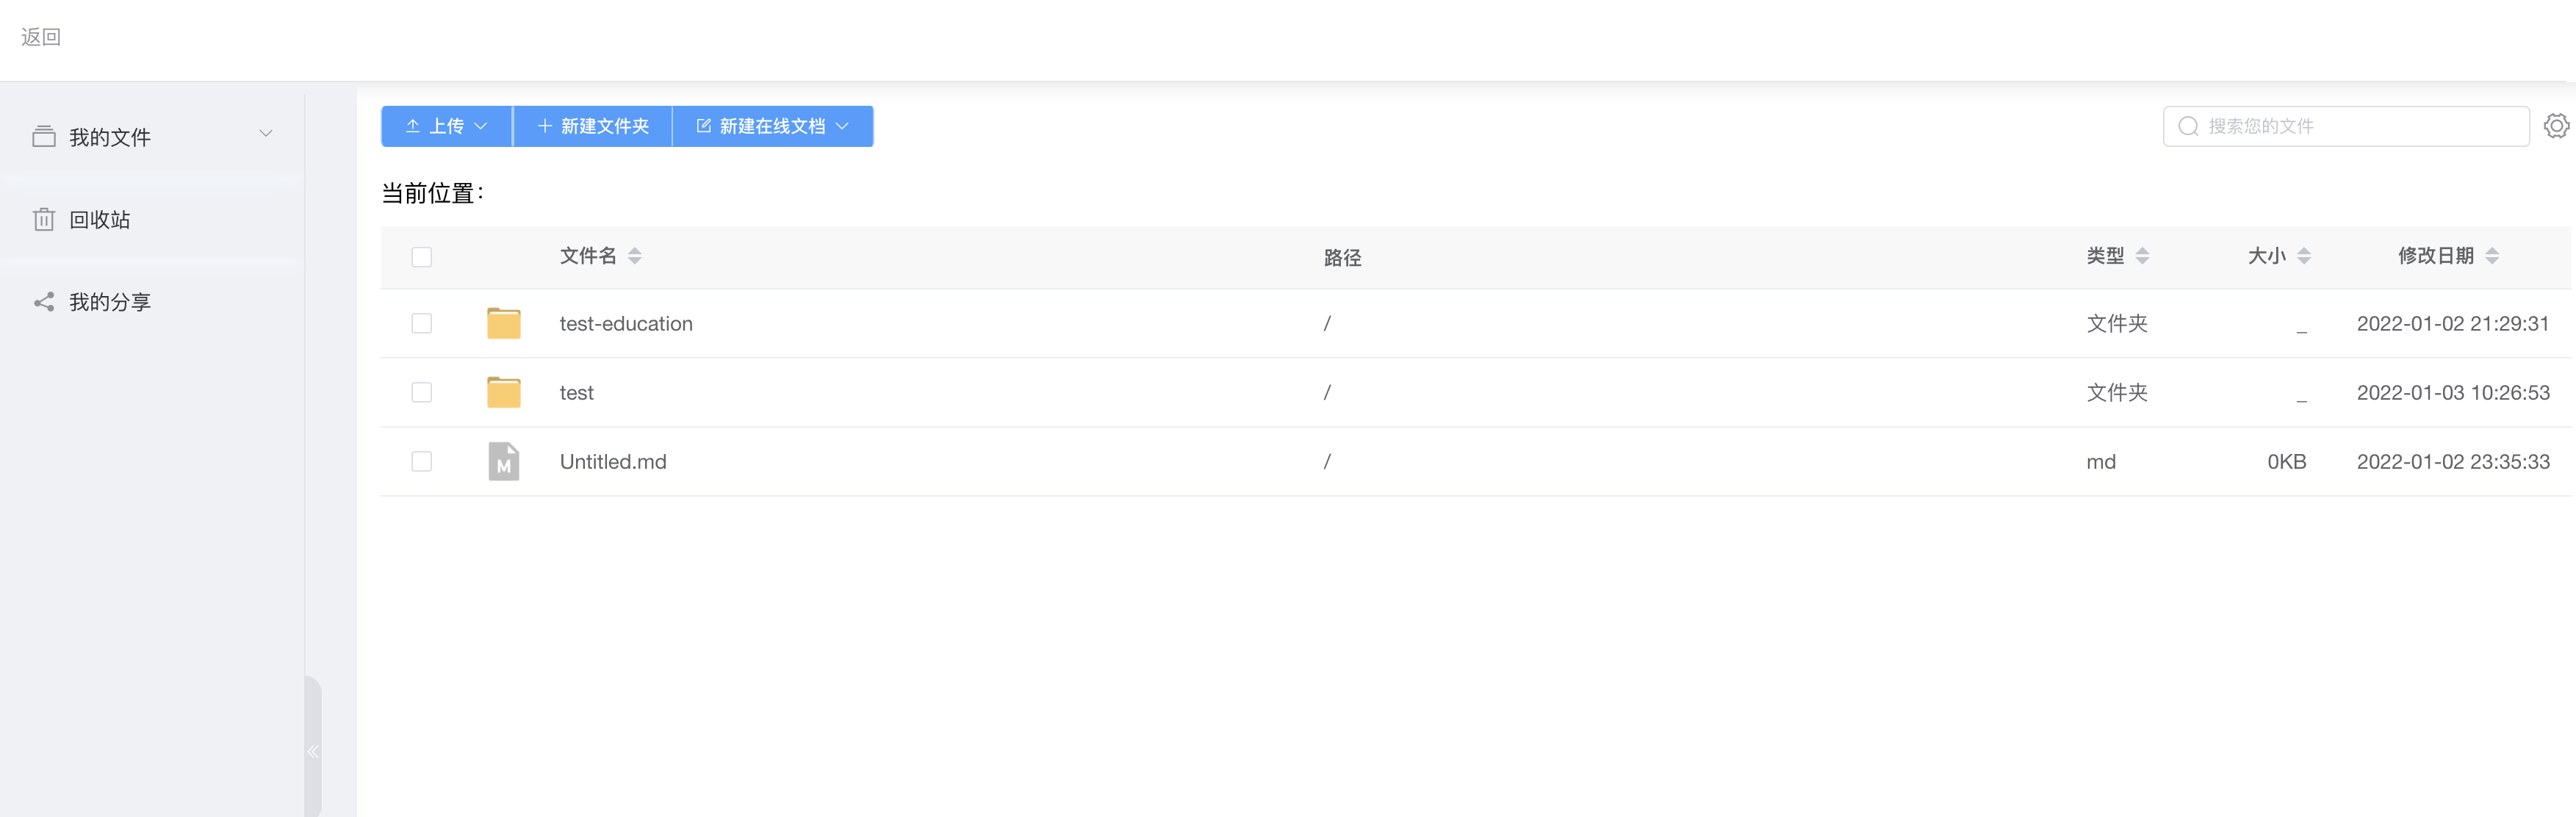 返回
我的文件
回收站
我的分享
上传 新建文件夹 新建在线文档
搜索您的文件
当前位置：
文件名 路径 类型 大小 修改日期
test-education / 文件夹 _ 2022-01-02 21:29:31
test / 文件夹 _ 2022-01-03 10:26:53
M Untitled.md / md 0KB 2022-01-02 23:35:33